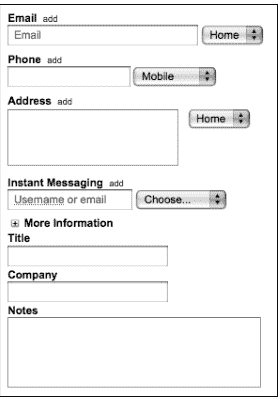 Email add
Email Home
Phone add
Mobile
Address add
Home
Instant Messaging add
Username or email Choose...
More Information
Title
Company
Notes